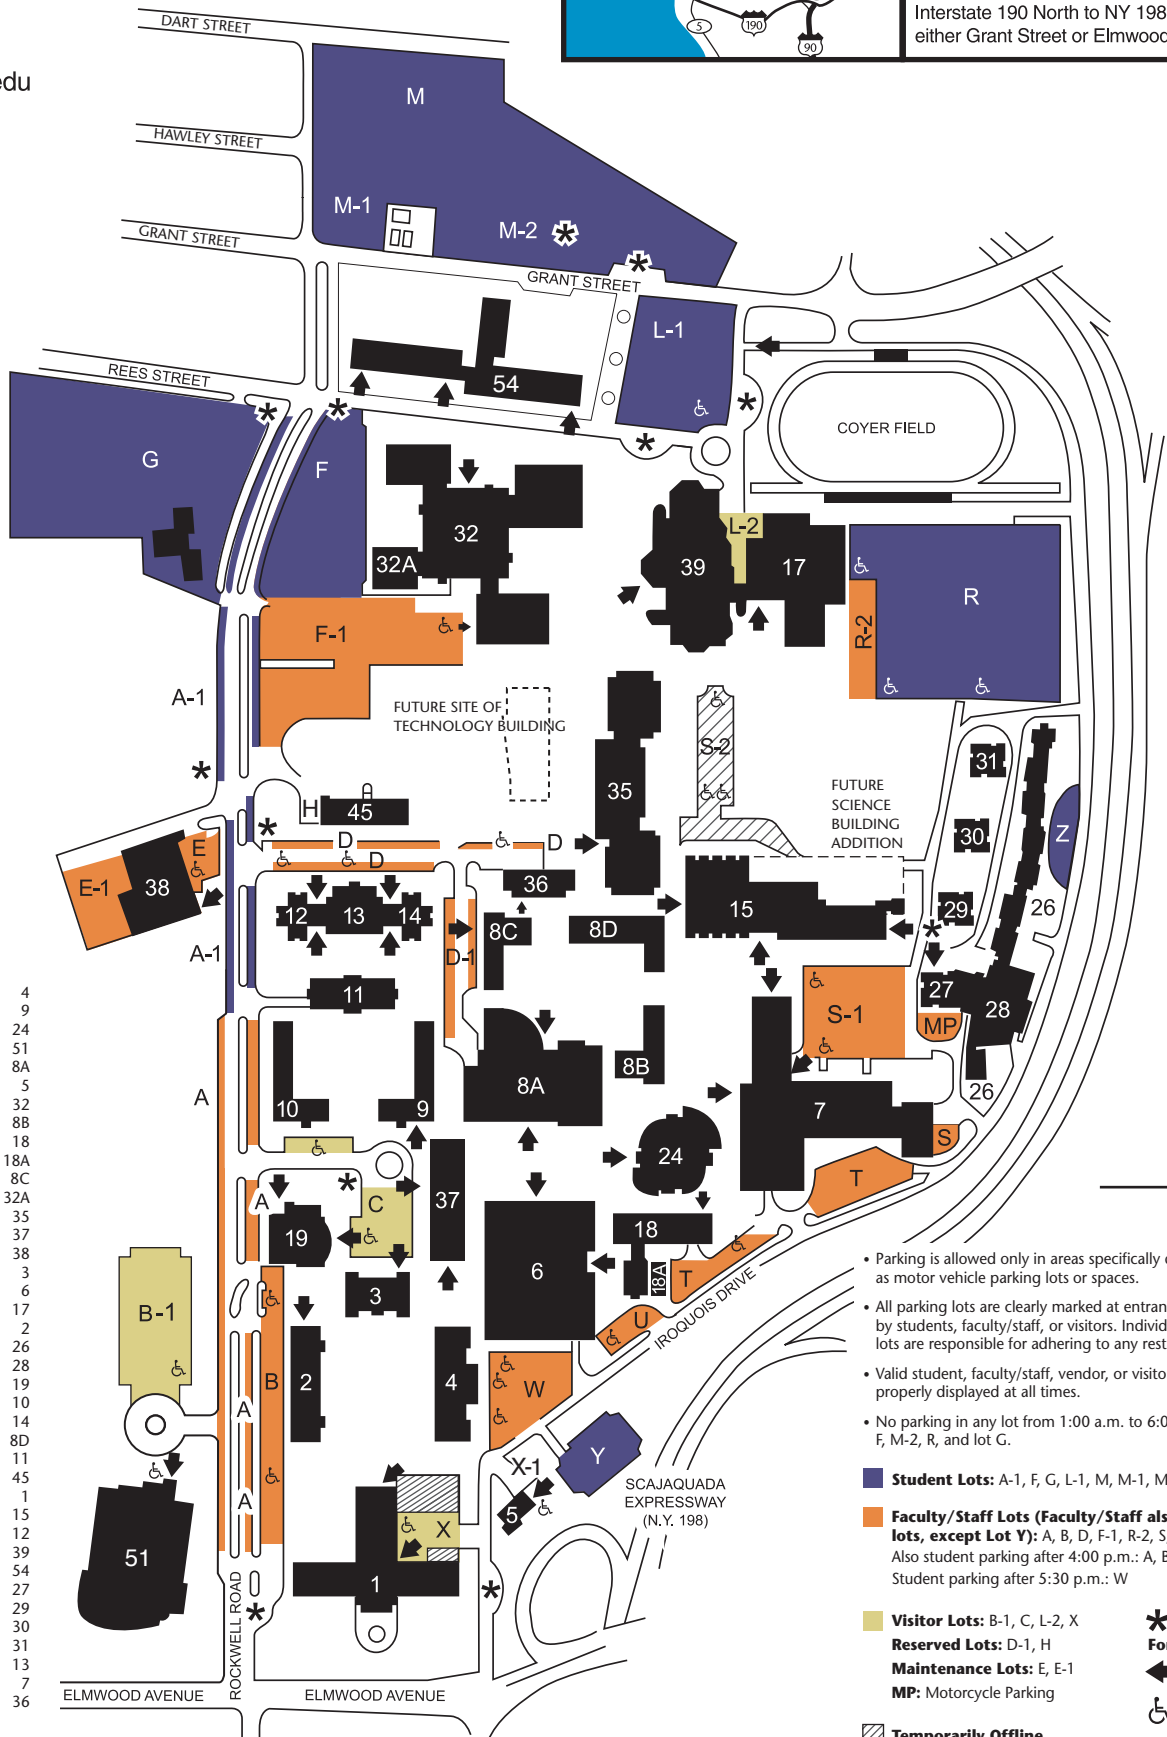 edu
5
190
90
Interstate 190 North to NY 198
either Grant Street or Elmwood
DART STREET
HAWLEY STREET
GRANT STREET
REES STREET
M
M-1
M-2
*
*
GRANT STREET
L-1
54
*
*
*
*
COYER FIELD
G
F
32
32A
39
L-2
17
R
R-2
F-1
A-1
FUTURE SITE OF
TECHNOLOGY BUILDING
S-2
35
FUTURE
SCIENCE
BUILDING
ADDITION
31
30
29
Z
26
*
*
H
45
D
D
D
E
E-1
38
36
12
13
14
8C
8D
15
*
A-1
D-1
11
27
28
MP
S-1
26
A
10
9
8A
8B
7
S
24
T
*
A
C
37
19
18
18A
T
6
3
U
IROQUOIS DRIVE
B-1
B
2
4
W
A
A
X-1
Y
5
X
SCAJAQUADA
EXPRESSWAY
(N.Y. 198)
51
1
*
*
ROCKWELL ROAD
ELMWOOD AVENUE
ELMWOOD AVENUE
4
9
24
51
8A
5
32
8B
18
18A
8C
32A
35
37
38
3
6
17
2
26
28
19
10
14
8D
11
45
1
15
12
39
54
27
29
30
31
13
7
36
• Parking is allowed only in areas specifically
as motor vehicle parking lots or spaces.
• All parking lots are clearly marked at
by students, faculty/staff, or visitors.
lots are responsible for adhering to any
• Valid student, faculty/staff, vendor, or
properly displayed at all times.
• No parking in any lot from 1:00 a.m. to
F, M-2, R, and lot G.
Student Lots: A-1, F, G, L-1, M, M-1,
Faculty/Staff Lots (Faculty/Staff
lots, except Lot Y): A, B, D, F-1, R-2, S,
Also student parking after 4:00 p.m.: A,
Student parking after 5:30 p.m.: W
Visitor Lots: B-1, C, L-2, X
Reserved Lots: D-1, H
Maintenance Lots: E, E-1
MP: Motorcycle Parking
*
Temporarily Offline